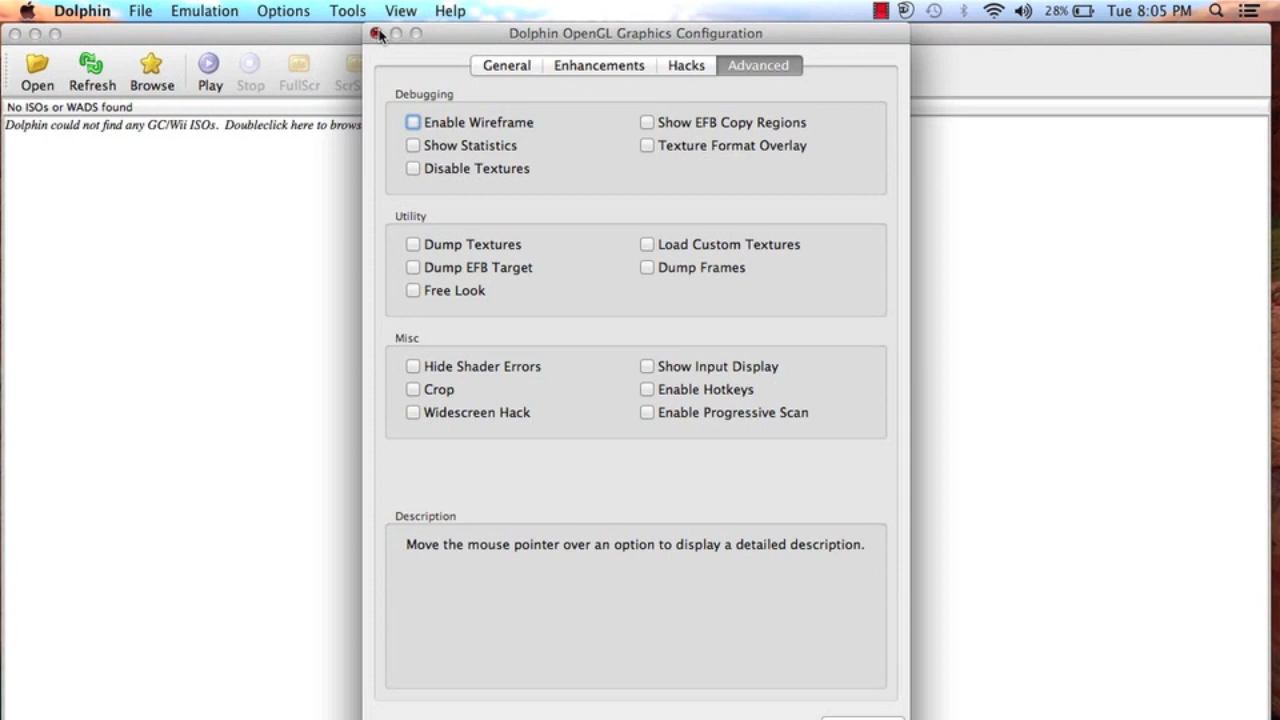 Dolphin File Emulation Options Tools View Help 28% Tue 8:05 PM
Dolphin OpenGL Graphics Configuration
Open Refresh Browse Play Stop FullScr ScrS
General Enhancements Hacks Advanced
No ISOs or WADS found
Dolphin could not find any GC/Wii ISOs. Doubleclick here to brows
Debugging
Enable Wireframe Show EFB Copy Regions
Show Statistics Texture Format Overlay
Disable Textures
Utility
Dump Textures Load Custom Textures
Dump EFB Target Dump Frames
Free Look
Misc
Hide Shader Errors Show Input Display
Crop Enable Hotkeys
Widescreen Hack Enable Progressive Scan
Description
Move the mouse pointer over an option to display a detailed description.